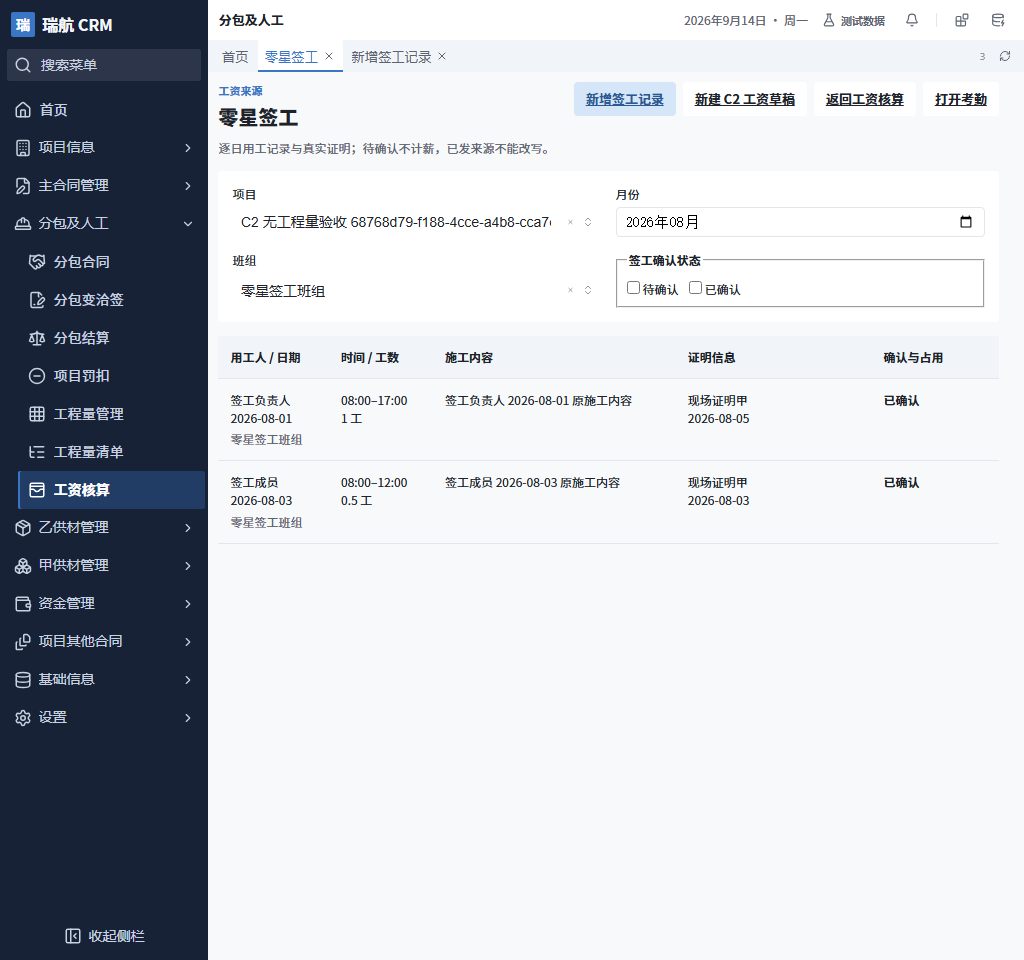 瑞 瑞航 CRM
搜索菜单
首页
项目信息
主合同管理
分包及人工
分包合同
分包变洽签
分包结算
项目罚扣
工程量管理
工程量清单
工资核算
乙供材管理
甲供材管理
资金管理
项目其他合同
基础信息
设置
收起侧栏
分包及人工
2026年9月14日 · 周一 测试数据
首页 零星签工 × 新增签工记录 × 3
工资来源
零星签工
新增签工记录 新建 C2 工资草稿 返回工资核算 打开考勤
逐日用工记录与真实证明；待确认不计薪，已发来源不能改写。
项目
C2 无工程量验收 68768d79-f188-4cce-a4b8-cca7 ×
月份
2026年08月
班组
零星签工班组 ×
签工确认状态
待确认 已确认
用工人 / 日期 时间 / 工数 施工内容 证明信息 确认与占用
签工负责人 08:00–17:00 签工负责人 2026-08-01 原施工内容 现场证明甲 已确认
2026-08-01 1 工 2026-08-05
零星签工班组
签工成员 08:00–12:00 签工成员 2026-08-03 原施工内容 现场证明甲 已确认
2026-08-03 0.5 工 2026-08-03
零星签工班组